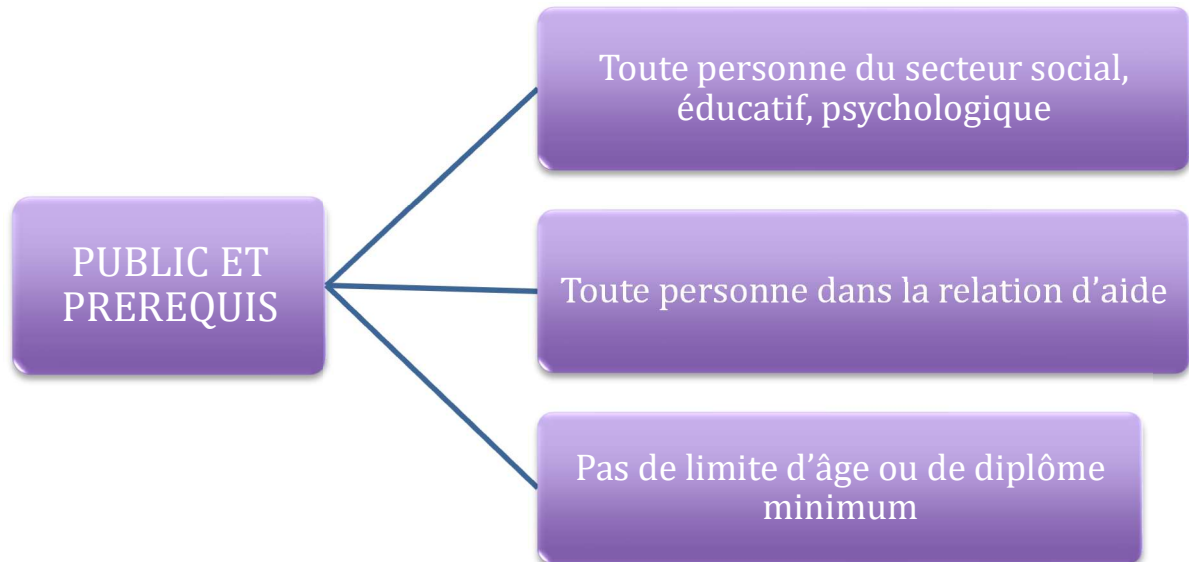 Toute personne du secteur social,
éducatif, psychologique
PUBLIC ET
PREREQUIS
Toute personne dans la relation d’aide
Pas de limite d’âge ou de diplôme
minimum